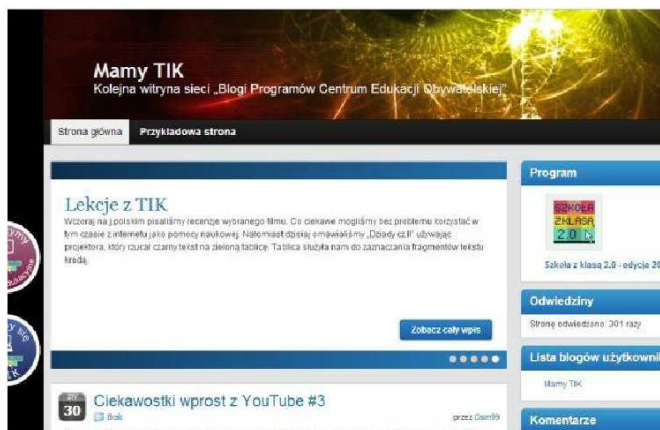 Mamy TIK
Kolejna witryna sieci „Blogi Programów Centrum Edukacji Obywatelskiej"
Strona główna Przykładowa strona
Lekcje z TIK
Wczoraj na j.polskim pisaliśmy recenzje wybranego filmu. Co ciekawe mogliśmy bez problemu korzystać w
tym czasie z internetu jako pomocy naukowej. Natomiast dzisiaj omawialiśmy „Dziady cz.II" używając
projektora, który rzucał czarny tekst na zieloną tablicę. Tablica służyła nam do zaznaczania fragmentów tekstu
kredą.
Zobacz cały wpis
30
Ciekawostki wprost z YouTube #3
Brak
przez
Program
SZKOŁA
Z KLASĄ
2.0
Szkoła z klasą 2.0 - edycja 20
Odwiedziny
Stronę odwiedzono: 301 razy
Lista blogów użytkowni
Mamy TIK
Komentarze